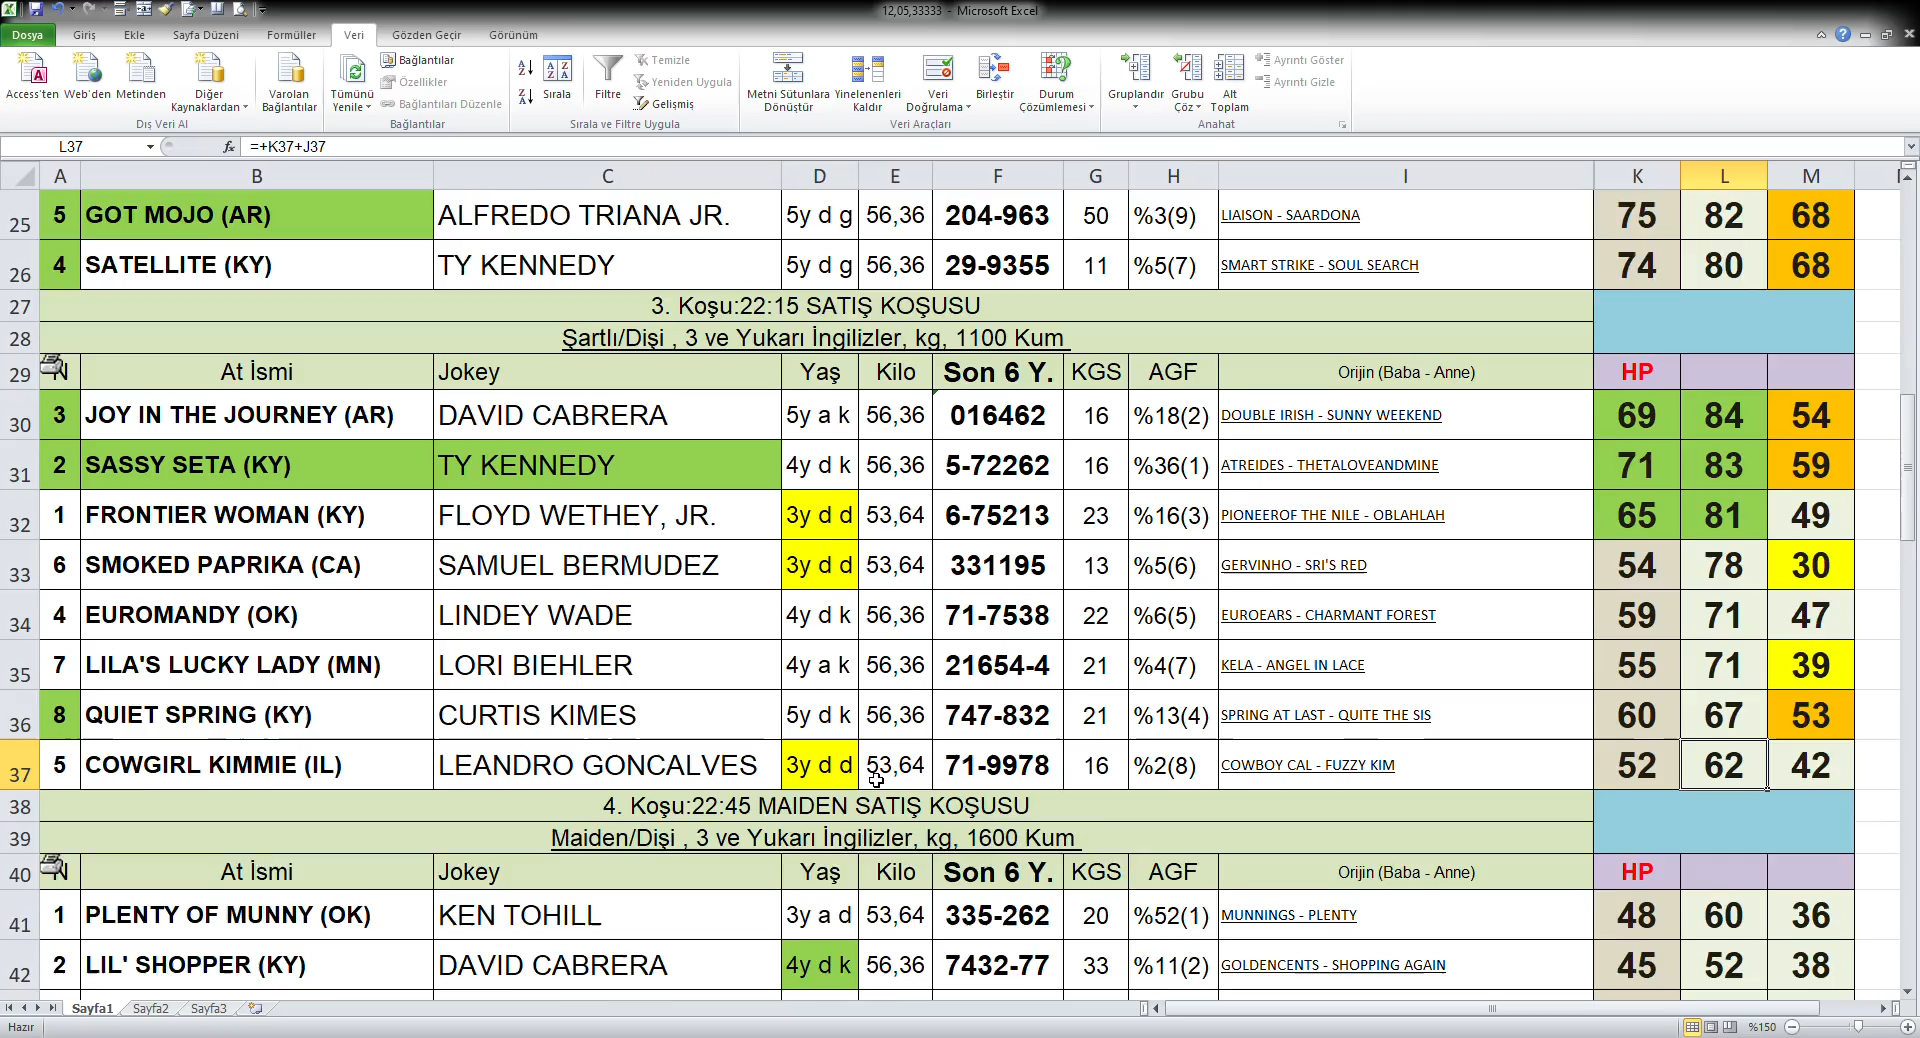 12,05,33333 - Microsoft Excel
Dosya Giriş Ekle Sayfa Düzeni Formüller Veri Gözden Geçir Görünüm
Access'ten Web'den Metinden Diğer Kaynaklardan Varolan Bağlantılar Tümünü Yenile Bağlantılar Özellikler Bağlantıları Düzenle Sırala Filtre Temizle Yeniden Uygula Gelişmiş Metni Sütunlara Dönüştür Yinelenenleri Kaldır Veri Doğrulama Birleştir Durum Çözümlemesi Gruplandır Grubu Çöz Alt Toplam Ayrıntı Göster Ayrıntı Gizle
Dış Veri Al Bağlantılar Sırala ve Filtre Uygula Veri Araçları Anahat
L37 fx =+K37+J37
A B C D E F G H I K L M
25 5 GOT MOJO (AR) ALFREDO TRIANA JR. 5y d g 56,36 204-963 50 %3(9) LIAISON - SAARDONA 75 82 68
26 4 SATELLITE (KY) TY KENNEDY 5y d g 56,36 29-9355 11 %5(7) SMART STRIKE - SOUL SEARCH 74 80 68
27 3. Koşu:22:15 SATIŞ KOŞUSU
28 Şartlı/Dişi , 3 ve Yukarı İngilizler, kg, 1100 Kum
29 N At İsmi Jokey Yaş Kilo Son 6 Y. KGS AGF Orijin (Baba - Anne) HP
30 3 JOY IN THE JOURNEY (AR) DAVID CABRERA 5y a k 56,36 016462 16 %18(2) DOUBLE IRISH - SUNNY WEEKEND 69 84 54
31 2 SASSY SETA (KY) TY KENNEDY 4y d k 56,36 5-72262 16 %36(1) ATREIDES - THETALOVEANDMINE 71 83 59
32 1 FRONTIER WOMAN (KY) FLOYD WETHEY, JR. 3y d d 53,64 6-75213 23 %16(3) PIONEEROF THE NILE - OBLAHLAH 65 81 49
33 6 SMOKED PAPRIKA (CA) SAMUEL BERMUDEZ 3y d d 53,64 331195 13 %5(6) GERVINHO - SRI'S RED 54 78 30
34 4 EUROMANDY (OK) LINDEY WADE 4y d k 56,36 71-7538 22 %6(5) EUROEARS - CHARMANT FOREST 59 71 47
35 7 LILA'S LUCKY LADY (MN) LORI BIEHLER 4y a k 56,36 21654-4 21 %4(7) KELA - ANGEL IN LACE 55 71 39
36 8 QUIET SPRING (KY) CURTIS KIMES 5y d k 56,36 747-832 21 %13(4) SPRING AT LAST - QUITE THE SIS 60 67 53
37 5 COWGIRL KIMMIE (IL) LEANDRO GONCALVES 3y d d 53,64 71-9978 16 %2(8) COWBOY CAL - FUZZY KIM 52 62 42
38 4. Koşu:22:45 MAIDEN SATIŞ KOŞUSU
39 Maiden/Dişi , 3 ve Yukarı İngilizler, kg, 1600 Kum
40 N At İsmi Jokey Yaş Kilo Son 6 Y. KGS AGF Orijin (Baba - Anne) HP
41 1 PLENTY OF MUNNY (OK) KEN TOHILL 3y a d 53,64 335-262 20 %52(1) MUNNINGS - PLENTY 48 60 36
42 2 LIL' SHOPPER (KY) DAVID CABRERA 4y d k 56,36 7432-77 33 %11(2) GOLDENCENTS - SHOPPING AGAIN 45 52 38
Sayfa1 Sayfa2 Sayfa3
Hazır %150